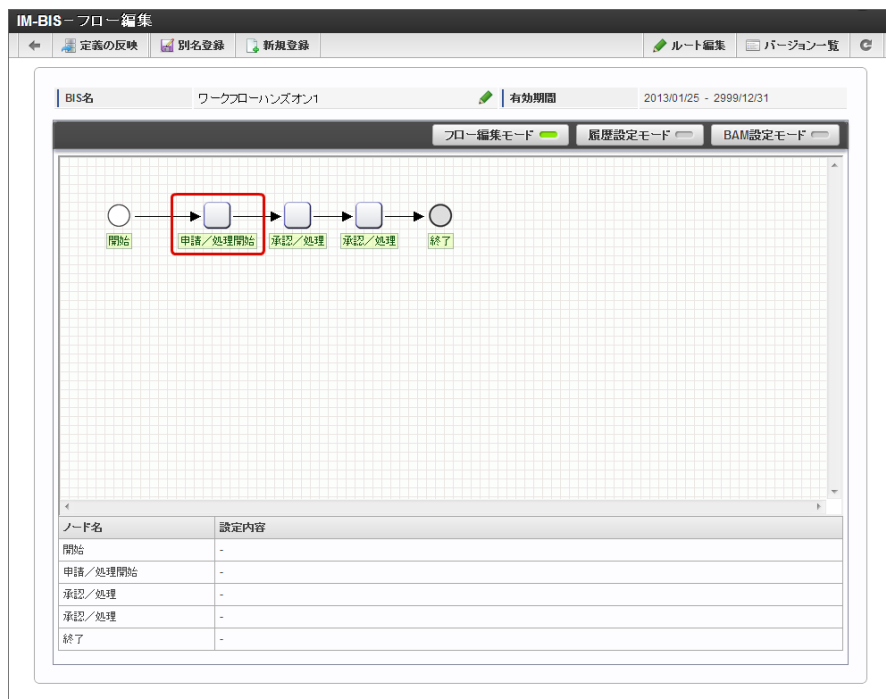 IM-BIS－フロー編集
定義の反映 別名登録 新規登録 ルート編集 バージョン一覧
BIS名 ワークフローハンズオン1 有効期間 2013/01/25 - 2999/12/31
フロー編集モード 履歴設定モード BAM設定モード
開始 申請／処理開始 承認／処理 承認／処理 終了
ノード名 設定内容
開始 -
申請／処理開始 -
承認／処理 -
承認／処理 -
終了 -